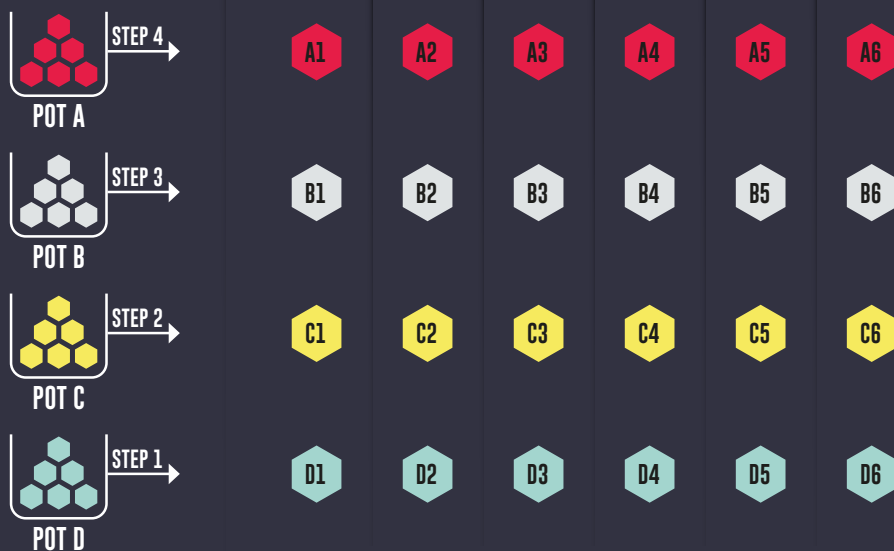 STEP 4
A1 A2 A3 A4 A5 A6
POT A
STEP 3
B1 B2 B3 B4 B5 B6
POT B
STEP 2
C1 C2 C3 C4 C5 C6
POT C
STEP 1
D1 D2 D3 D4 D5 D6
POT D